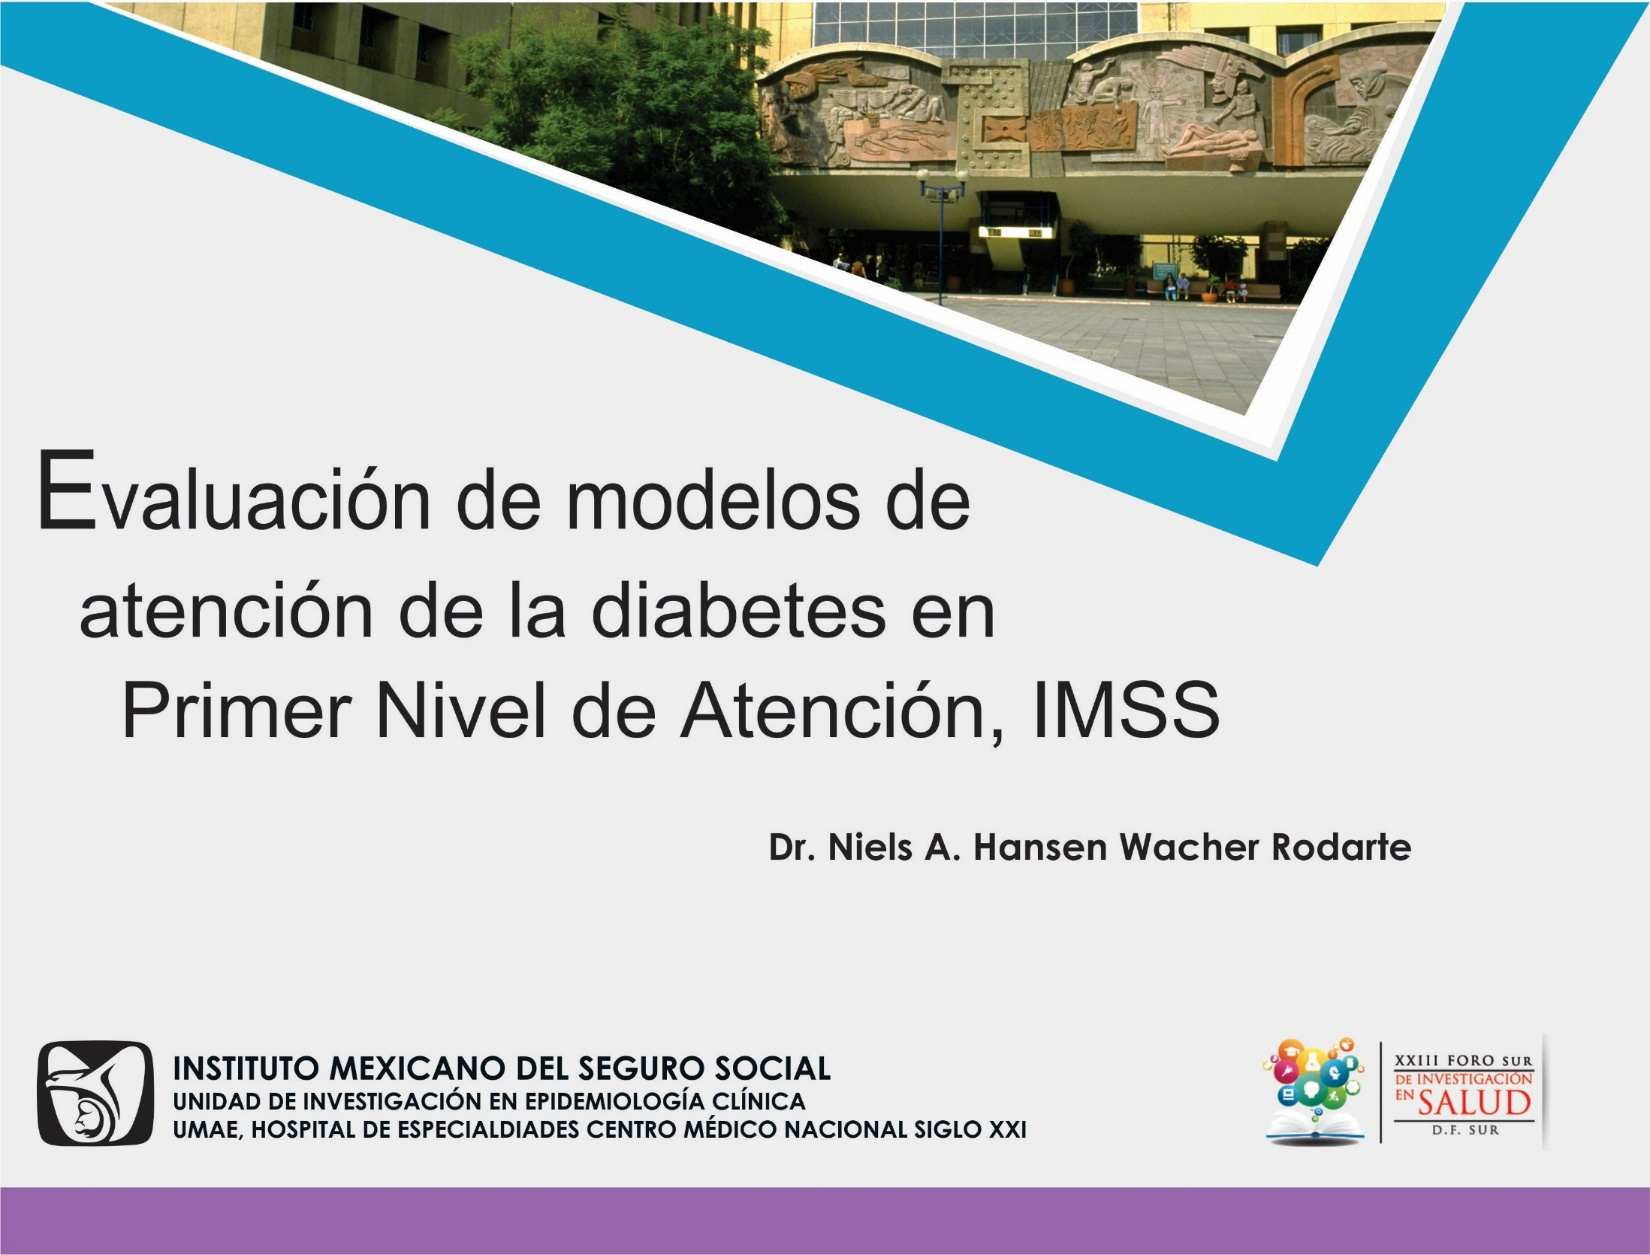 Evaluación de modelos de
atención de la diabetes en
Primer Nivel de Atención, IMSS
Dr. Niels A. Hansen Wacher Rodarte
INSTITUTO MEXICANO DEL SEGURO SOCIAL
UNIDAD DE INVESTIGACIÓN EN EPIDEMIOLOGÍA CLÍNICA
UMAE, HOSPITAL DE ESPECIALDIADES CENTRO MÉDICO NACIONAL SIGLO XXI
XXIII FORO SUR
DE INVESTIGACIÓN
EN SALUD
D.F. SUR